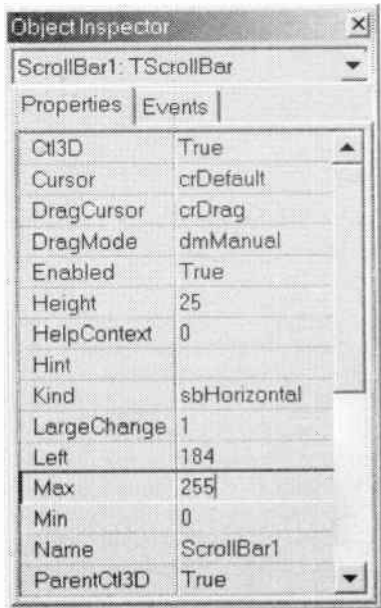 Object Inspector
ScrollBar1: TScrollBar
Properties Events
Ctl3D True
Cursor crDefault
DragCursor crDrag
DragMode dmManual
Enabled True
Height 25
HelpContext 0
Hint
Kind sbHorizontal
LargeChange 1
Left 184
Max 255
Min 0
Name ScrollBar1
ParentCtl3D True